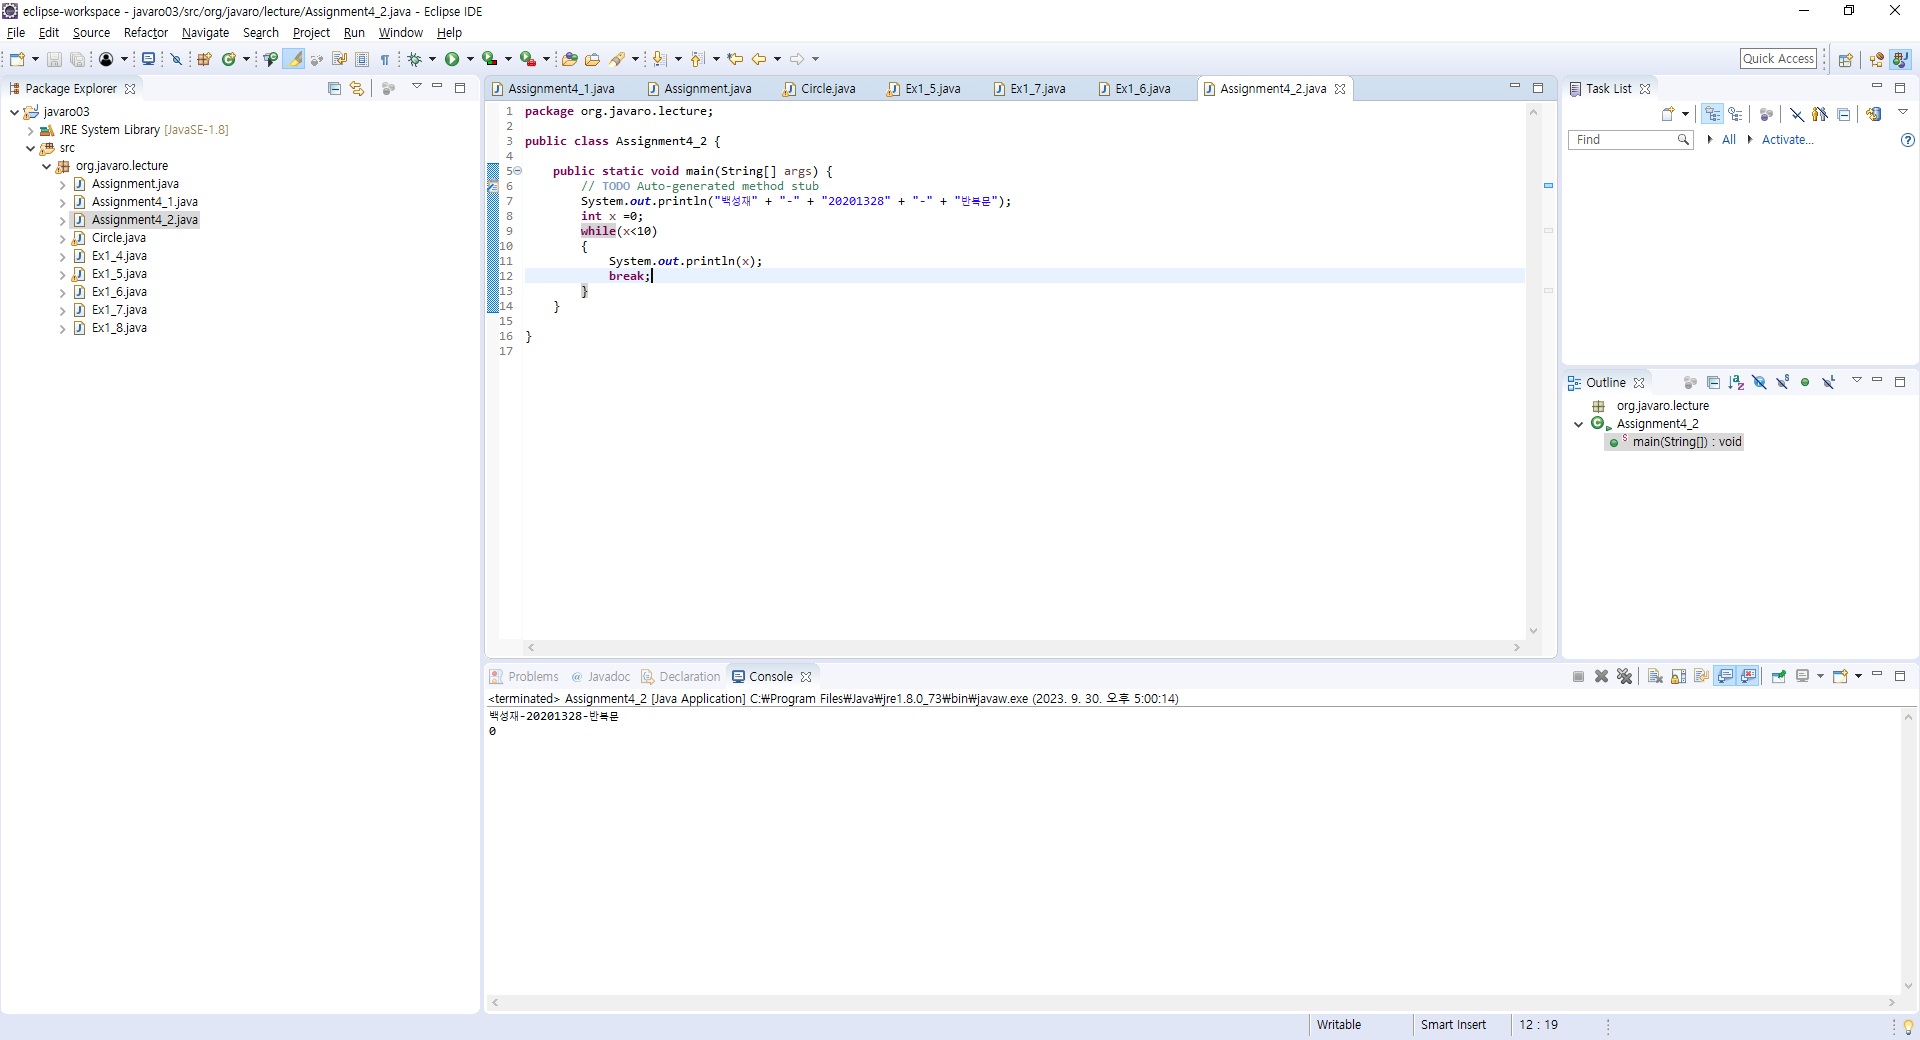 eclipse-workspace - javaro03/src/org/javaro/lecture/Assignment4_2.java - Eclipse IDE
File Edit Source Refactor Navigate Search Project Run Window Help
Quick Access
Package Explorer
javaro03
JRE System Library [JavaSE-1.8]
src
org.javaro.lecture
Assignment.java
Assignment4_1.java
Assignment4_2.java
Circle.java
Ex1_4.java
Ex1_5.java
Ex1_6.java
Ex1_7.java
Ex1_8.java
Assignment4_1.java Assignment.java Circle.java Ex1_5.java Ex1_7.java Ex1_6.java Assignment4_2.java
1 package org.javaro.lecture;
2
3 public class Assignment4_2 {
4
5 public static void main(String[] args) {
6 // TODO Auto-generated method stub
7 System.out.println("백성재" + "-" + "20201328" + "-" + "반복문");
8 int x =0;
9 while(x<10)
10 {
11 System.out.println(x);
12 break;
13 }
14 }
15
16 }
17
Task List
Find All Activate...
Outline
org.javaro.lecture
Assignment4_2
main(String[]) : void
Problems Javadoc Declaration Console
<terminated> Assignment4_2 [Java Application] C:₩Program Files₩Java₩jre1.8.0_73₩bin₩javaw.exe (2023. 9. 30. 오후 5:00:14)
백성재-20201328-반복문
0
Writable Smart Insert 12 : 19